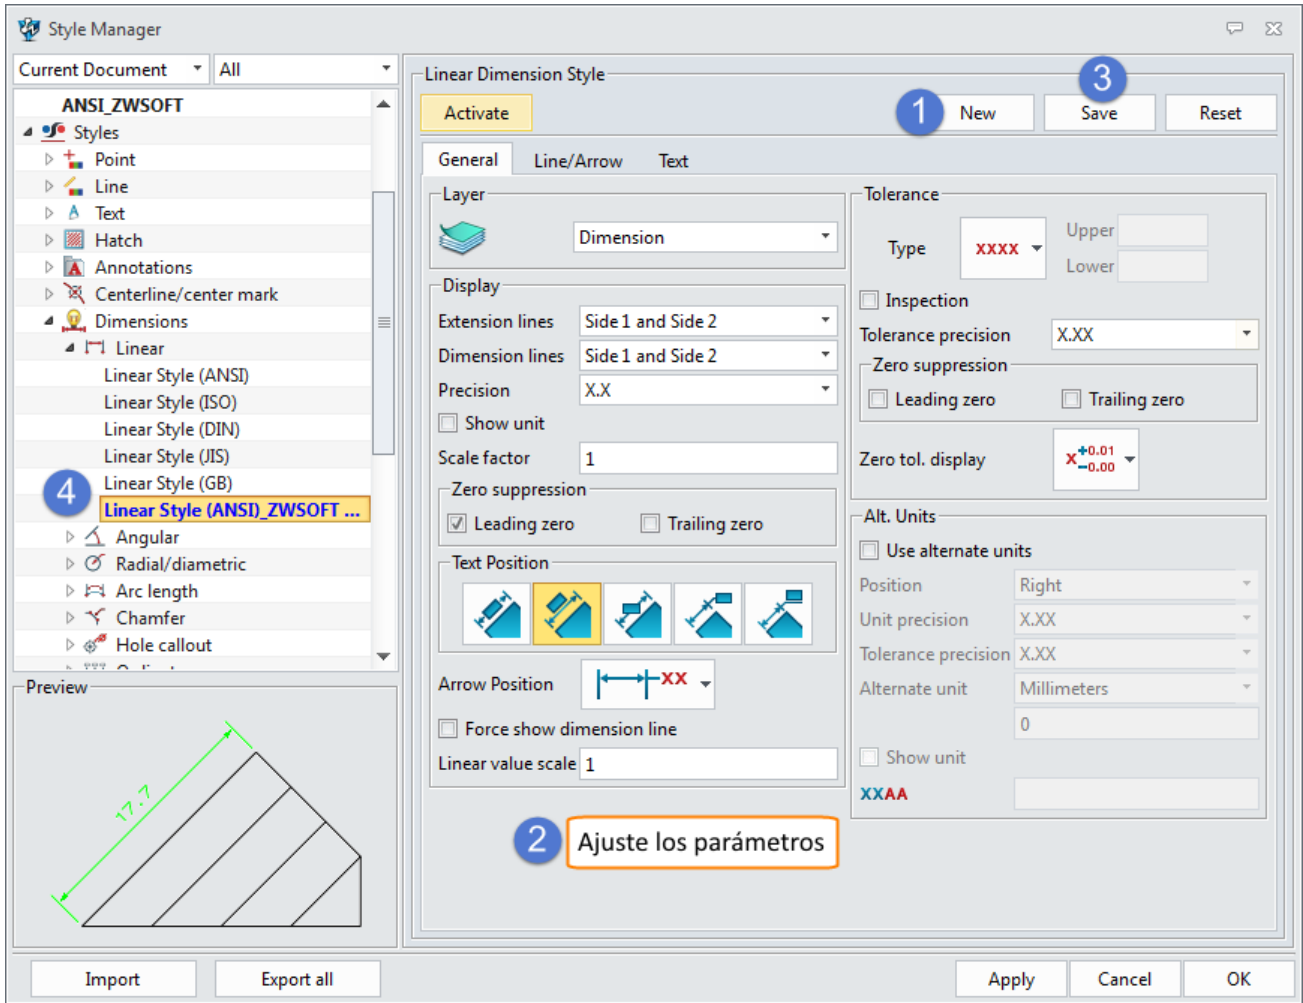 Style Manager
Current Document
All
ANSI_ZWSOFT
Styles
Point
Line
Text
Hatch
Annotations
Centerline/center mark
Dimensions
Linear
Linear Style (ANSI)
Linear Style (ISO)
Linear Style (DIN)
Linear Style (JIS)
Linear Style (GB)
4
Linear Style (ANSI)_ZWSOFT ...
Angular
Radial/diametric
Arc length
Chamfer
Hole callout
Preview
17.7
Linear Dimension Style
3
Activate
1
New
Save
Reset
General
Line/Arrow
Text
Layer
Dimension
Display
Extension lines
Side 1 and Side 2
Dimension lines
Side 1 and Side 2
Precision
X.X
Show unit
Scale factor
1
Zero suppression
Leading zero
Trailing zero
Text Position
Arrow Position
XX
Force show dimension line
Linear value scale
1
2
Ajuste los parámetros
Tolerance
Type
XXXX
Upper
Lower
Inspection
Tolerance precision
X.XX
Zero suppression
Leading zero
Trailing zero
Zero tol. display
X+0.01
−0.00
Alt. Units
Use alternate units
Position
Right
Unit precision
X.XX
Tolerance precision
X.XX
Alternate unit
Millimeters
0
Show unit
XXAA
Import
Export all
Apply
Cancel
OK